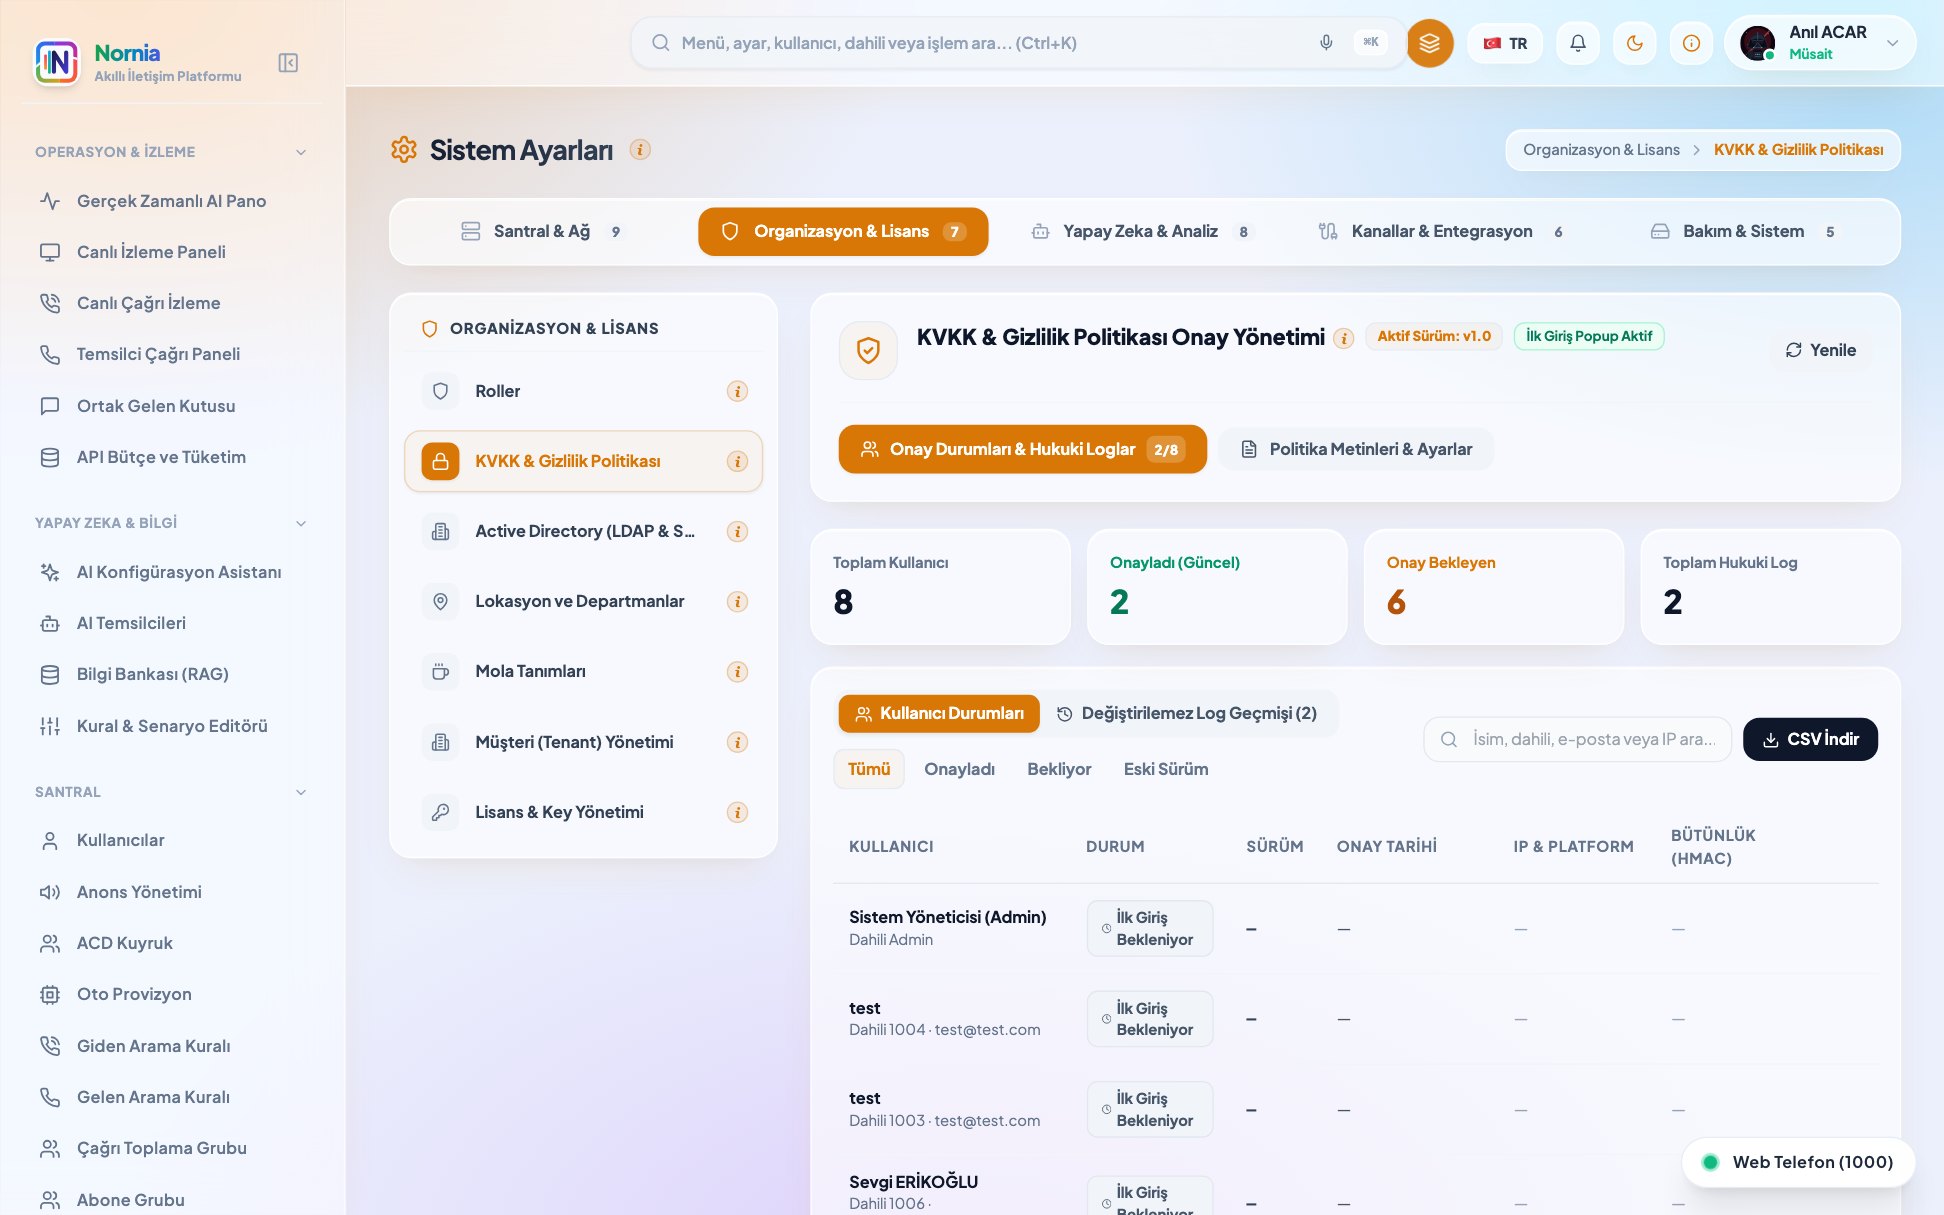 Nornia
Akıllı İletişim Platformu
OPERASYON & İZLEME
Gerçek Zamanlı AI Pano
Canlı İzleme Paneli
Canlı Çağrı İzleme
Temsilci Çağrı Paneli
Ortak Gelen Kutusu
API Bütçe ve Tüketim
YAPAY ZEKA & BİLGİ
AI Konfigürasyon Asistanı
AI Temsilcileri
Bilgi Bankası (RAG)
Kural & Senaryo Editörü
SANTRAL
Kullanıcılar
Anons Yönetimi
ACD Kuyruk
Oto Provizyon
Giden Arama Kuralı
Gelen Arama Kuralı
Çağrı Toplama Grubu
Abone Grubu
Menü, ayar, kullanıcı, dahili veya işlem ara... (Ctrl+K)
⌘K
TR
Anıl ACAR
Müsait
Sistem Ayarları
Organizasyon & Lisans > KVKK & Gizlilik Politikası
Santral & Ağ 9
Organizasyon & Lisans 7
Yapay Zeka & Analiz 8
Kanallar & Entegrasyon 6
Bakım & Sistem 5
ORGANİZASYON & LİSANS
Roller
KVKK & Gizlilik Politikası
Active Directory (LDAP & S...
Lokasyon ve Departmanlar
Mola Tanımları
Müşteri (Tenant) Yönetimi
Lisans & Key Yönetimi
KVKK & Gizlilik Politikası Onay Yönetimi
Aktif Sürüm: v1.0
İlk Giriş Popup Aktif
Yenile
Onay Durumları & Hukuki Loglar 2/8
Politika Metinleri & Ayarlar
Toplam Kullanıcı
8
Onayladı (Güncel)
2
Onay Bekleyen
6
Toplam Hukuki Log
2
Kullanıcı Durumları
Değiştirilemez Log Geçmişi (2)
Tümü
Onayladı
Bekliyor
Eski Sürüm
İsim, dahili, e-posta veya IP ara...
CSV İndir
KULLANICI DURUM SÜRÜM ONAY TARİHİ IP & PLATFORM BÜTÜNLÜK
(HMAC)
Sistem Yöneticisi (Admin)
Dahili Admin
İlk Giriş
Bekleniyor
– — — —
test
Dahili 1004 · test@test.com
İlk Giriş
Bekleniyor
– — — —
test
Dahili 1003 · test@test.com
İlk Giriş
Bekleniyor
– — — —
Sevgi ERİKOĞLU
Dahili 1006 ·
İlk Giriş
Bekleniyor
– — — —
Web Telefon (1000)